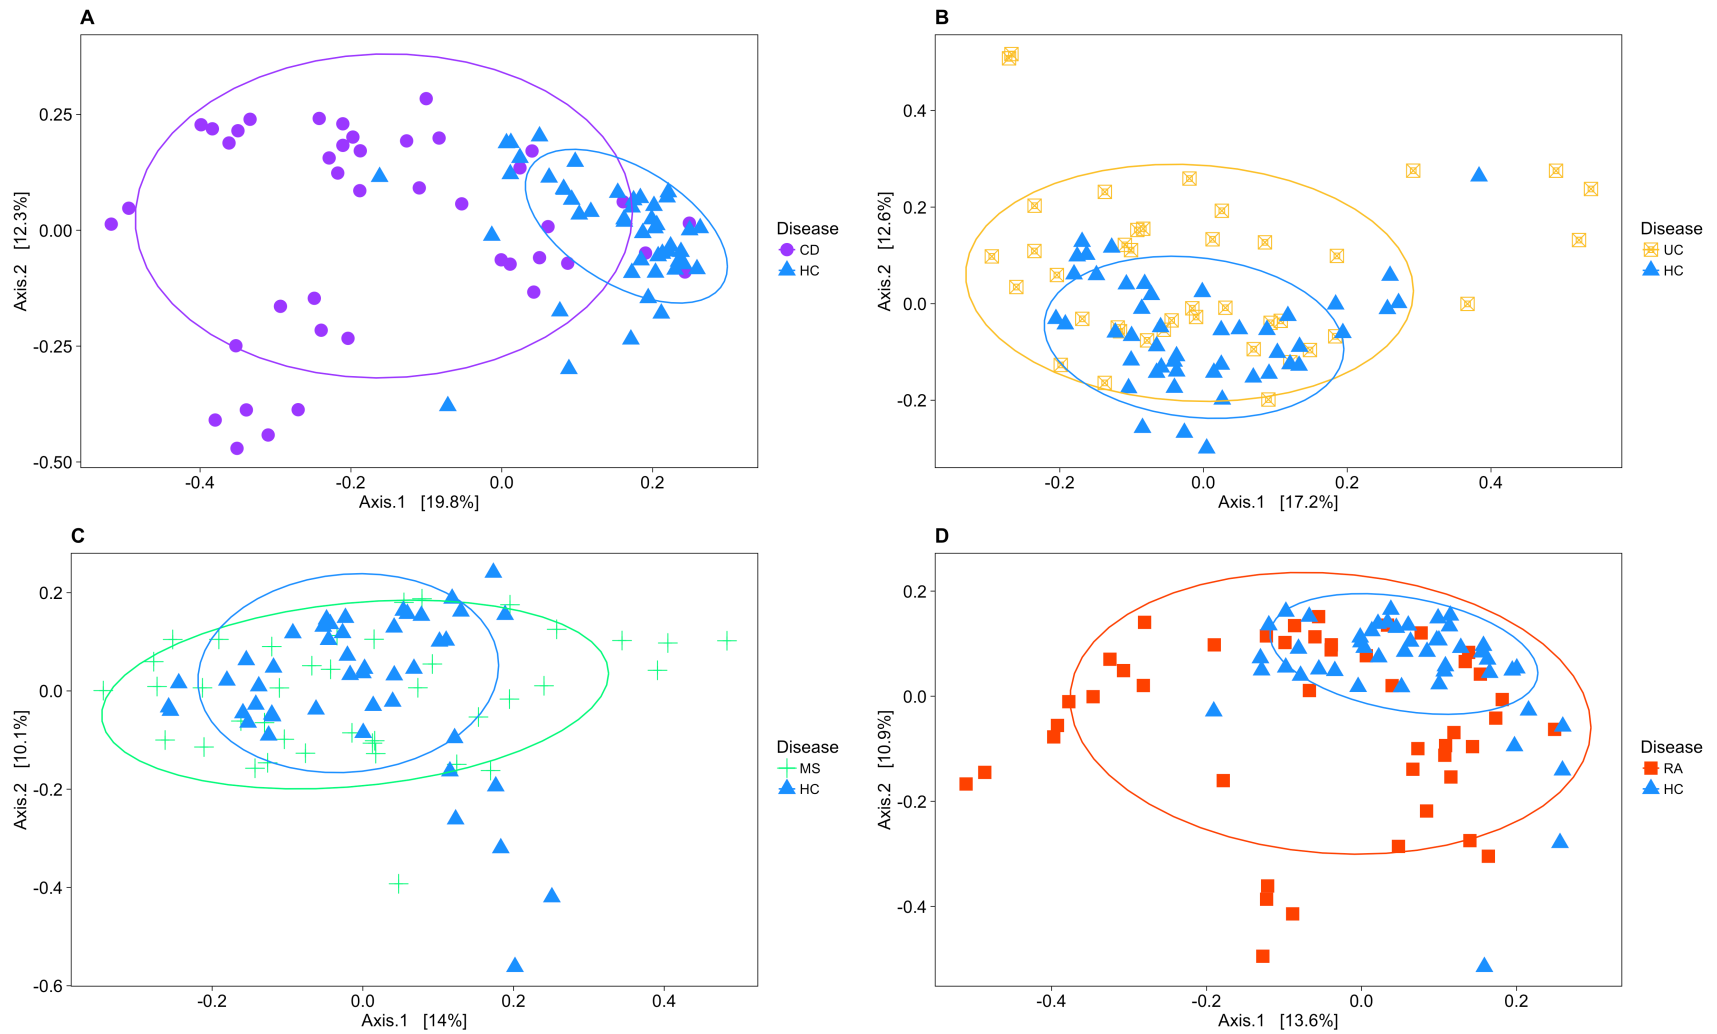 A
0.25
0.00
-0.25
-0.50
Axis.2 [12.3%]
-0.4 -0.2 0.0 0.2
Axis.1 [19.8%]
Disease
CD
HC
B
0.4
0.2
0.0
-0.2
Axis.2 [12.6%]
-0.2 0.0 0.2 0.4
Axis.1 [17.2%]
Disease
UC
HC
C
0.2
0.0
-0.2
-0.4
-0.6
Axis.2 [10.1%]
-0.2 0.0 0.2 0.4
Axis.1 [14%]
Disease
MS
HC
D
0.2
0.0
-0.2
-0.4
Axis.2 [10.9%]
-0.4 -0.2 0.0 0.2
Axis.1 [13.6%]
Disease
RA
HC